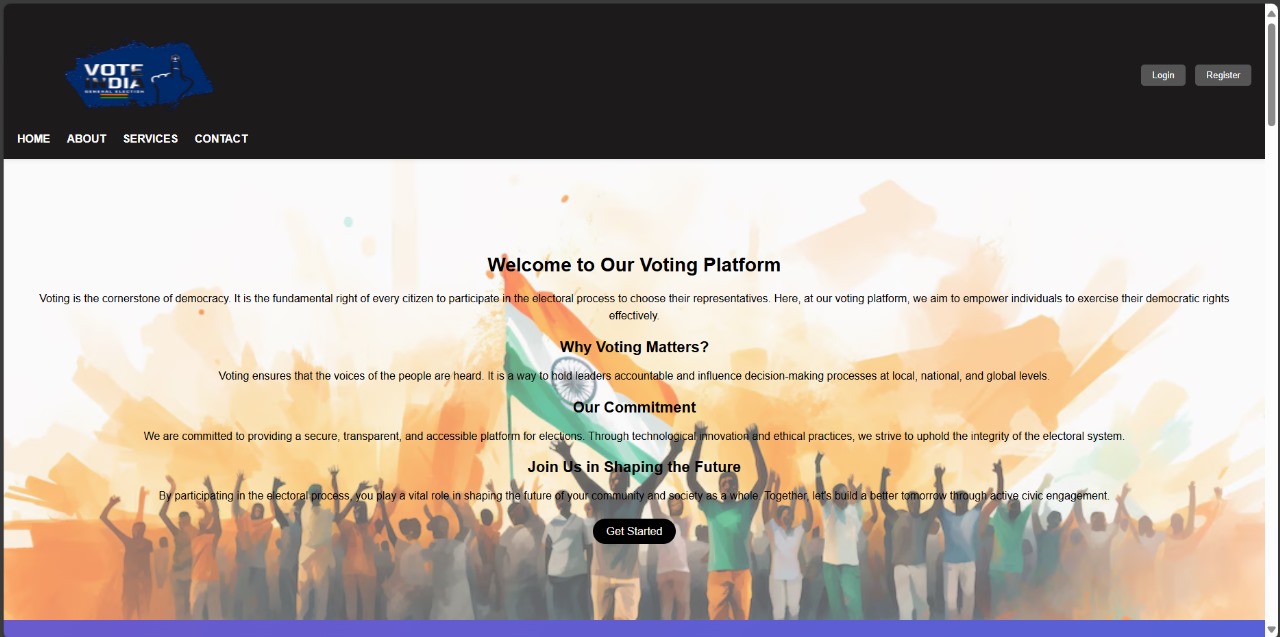 VOTE
INDIA
GENERAL ELECTION
Login
Register
HOME ABOUT SERVICES CONTACT
Welcome to Our Voting Platform
Voting is the cornerstone of democracy. It is the fundamental right of every citizen to participate in the electoral process to choose their representatives. Here, at our voting platform, we aim to empower individuals to exercise their democratic rights
effectively.
Why Voting Matters?
Voting ensures that the voices of the people are heard. It is a way to hold leaders accountable and influence decision-making processes at local, national, and global levels.
Our Commitment
We are committed to providing a secure, transparent, and accessible platform for elections. Through technological innovation and ethical practices, we strive to uphold the integrity of the electoral system.
Join Us in Shaping the Future
By participating in the electoral process, you play a vital role in shaping the future of your community and society as a whole. Together, let's build a better tomorrow through active civic engagement.
Get Started